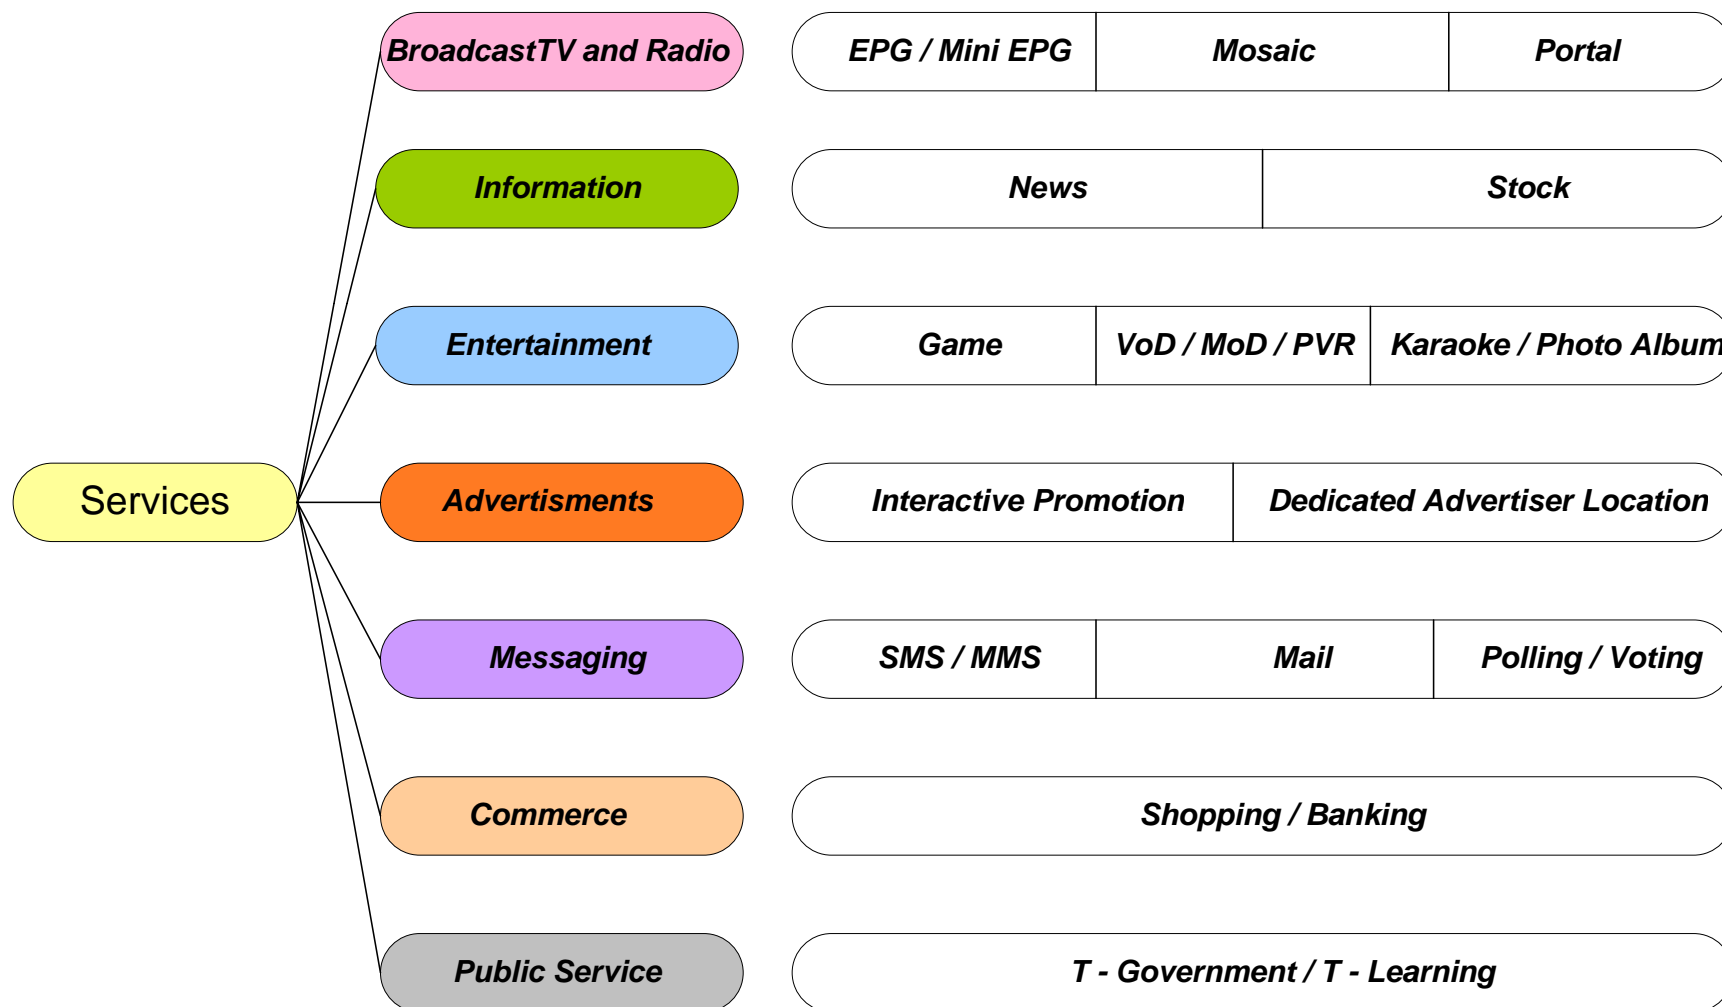 BroadcastTV and Radio EPG / Mini EPG Mosaic Portal
Information News Stock
Entertainment Game VoD / MoD / PVR Karaoke / Photo Album
Services Advertisments Interactive Promotion Dedicated Advertiser Location
Messaging SMS / MMS Mail Polling / Voting
Commerce Shopping / Banking
Public Service T - Government / T - Learning